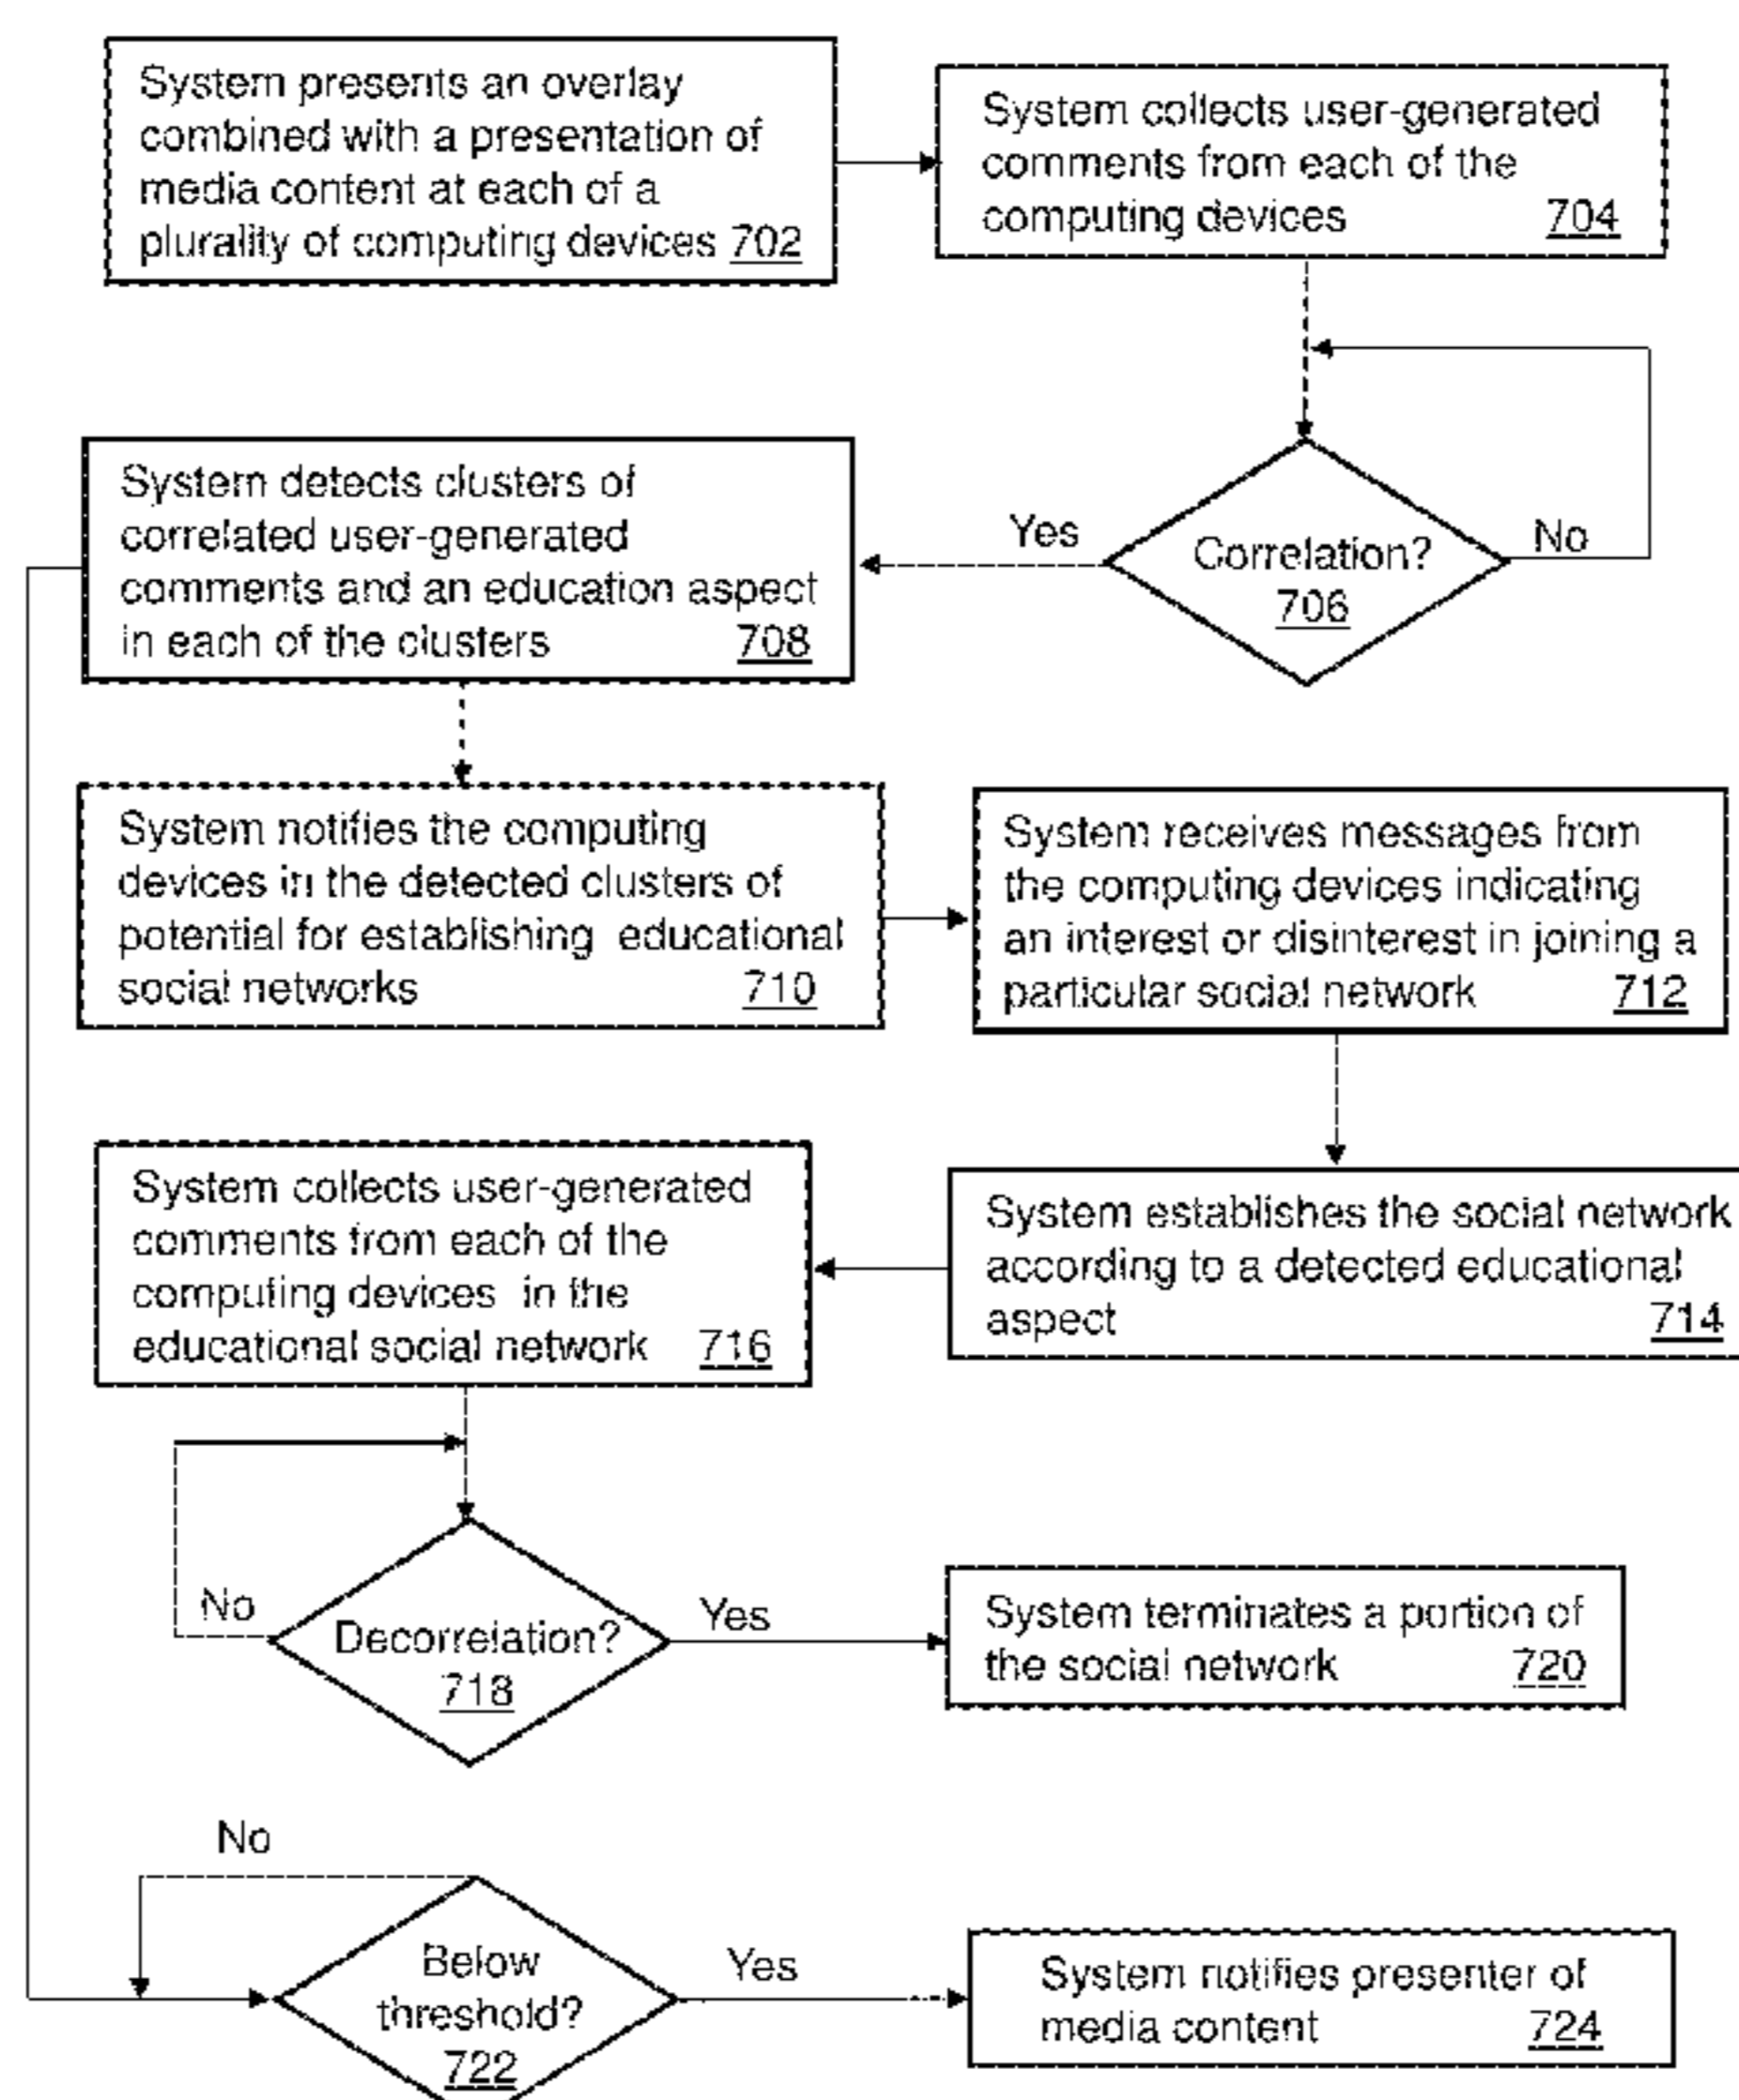 System presents an overlay
combined with a presentation of
media content at each of a
plurality of computing devices 702
System collects user-generated
comments from each of the
computing devices 704
Correlation?
706
Yes
No
System detects clusters of
correlated user-generated
comments and an education aspect
in each of the clusters 708
System notifies the computing
devices in the detected clusters of
potential for establishing educational
social networks 710
System receives messages from
the computing devices indicating
an interest or disinterest in joining a
particular social network 712
System establishes the social network
according to a detected educational
aspect 714
System collects user-generated
comments from each of the
computing devices in the
educational social network 716
No
Decorrelation?
718
Yes
System terminates a portion of
the social network 720
No
Below
threshold?
722
Yes
System notifies presenter of
media content 724